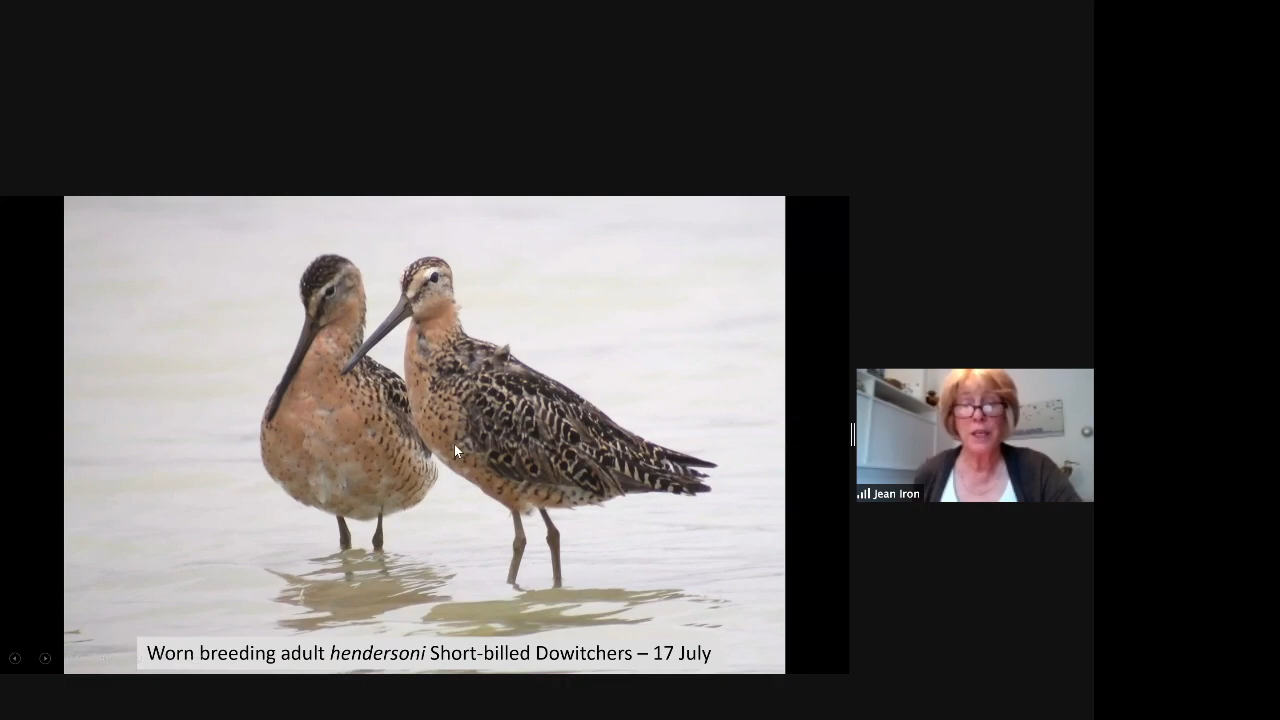 Worn breeding adult hendersoni Short-billed Dowitchers – 17 July
Jean Iron